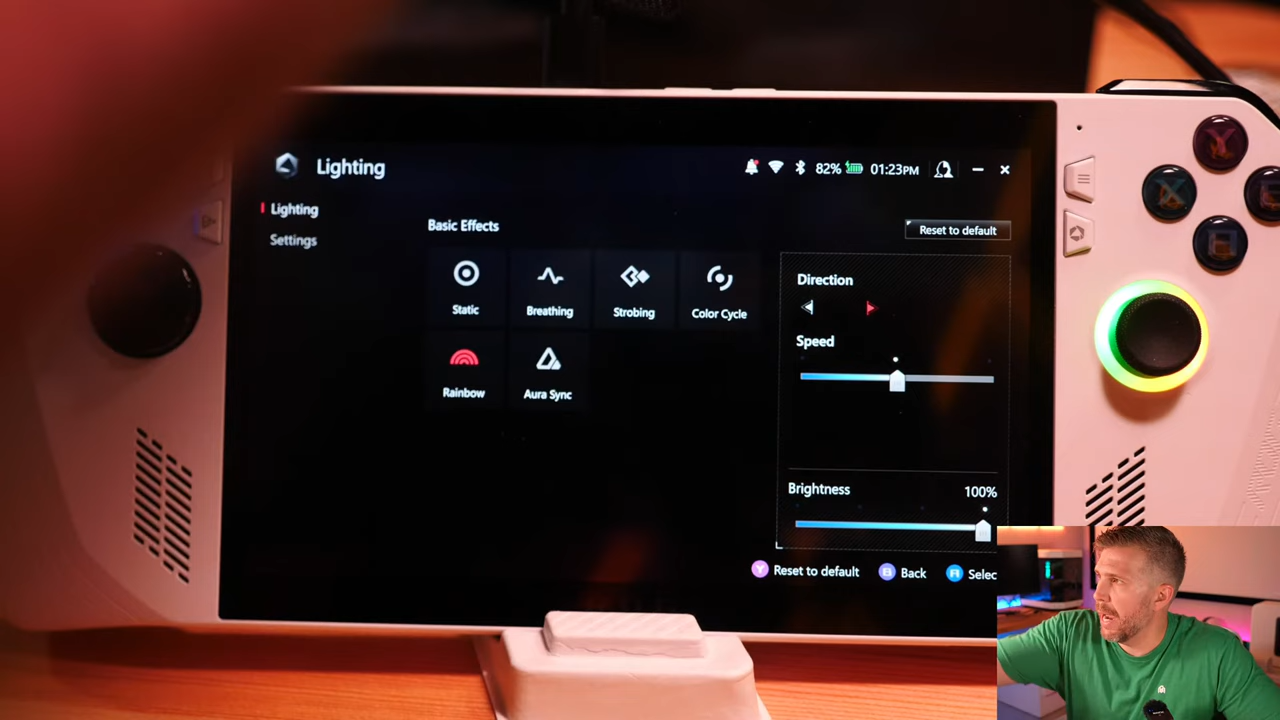 Lighting
82%
01:23PM
Lighting
Settings
Basic Effects
Reset to default
Static
Breathing
Strobing
Color Cycle
Rainbow
Aura Sync
Direction
Speed
Brightness
100%
Y Reset to default
B Back
A Selec
Y
X